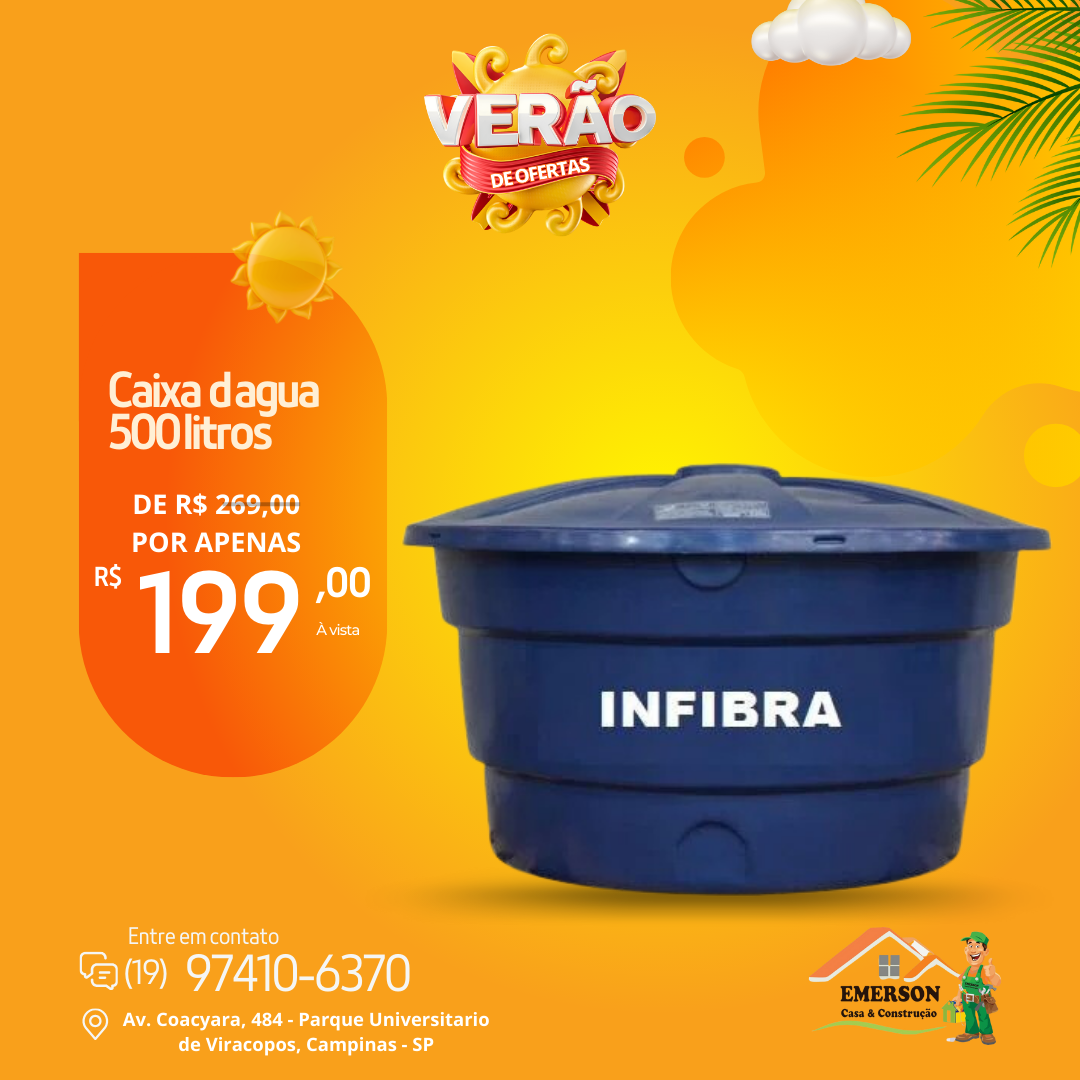 VERÃO
DE OFERTAS
Caixa dagua
500 litros
DE R$ 269,00
POR APENAS
R$ 199,00
À vista
INFIBRA
Entre em contato
(19) 97410-6370
Av. Coacyara, 484 - Parque Universitario
de Viracopos, Campinas - SP
EMERSON
Casa & Construção